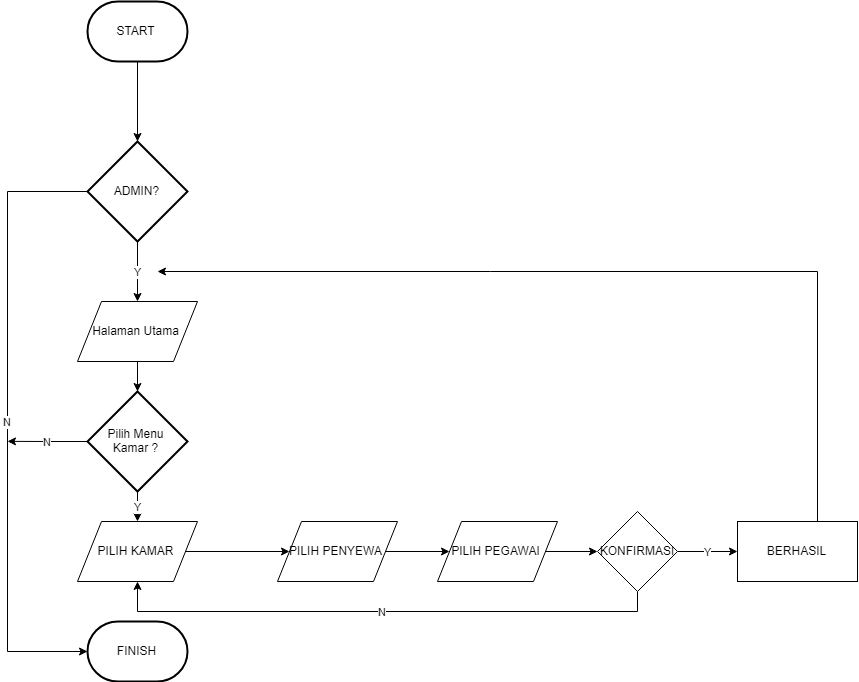 START
ADMIN?
Y
Halaman Utama
N
Pilih Menu
Kamar ?
N
Y
PILIH KAMAR
PILIH PENYEWA
PILIH PEGAWAI
KONFIRMASI
Y
BERHASIL
N
FINISH